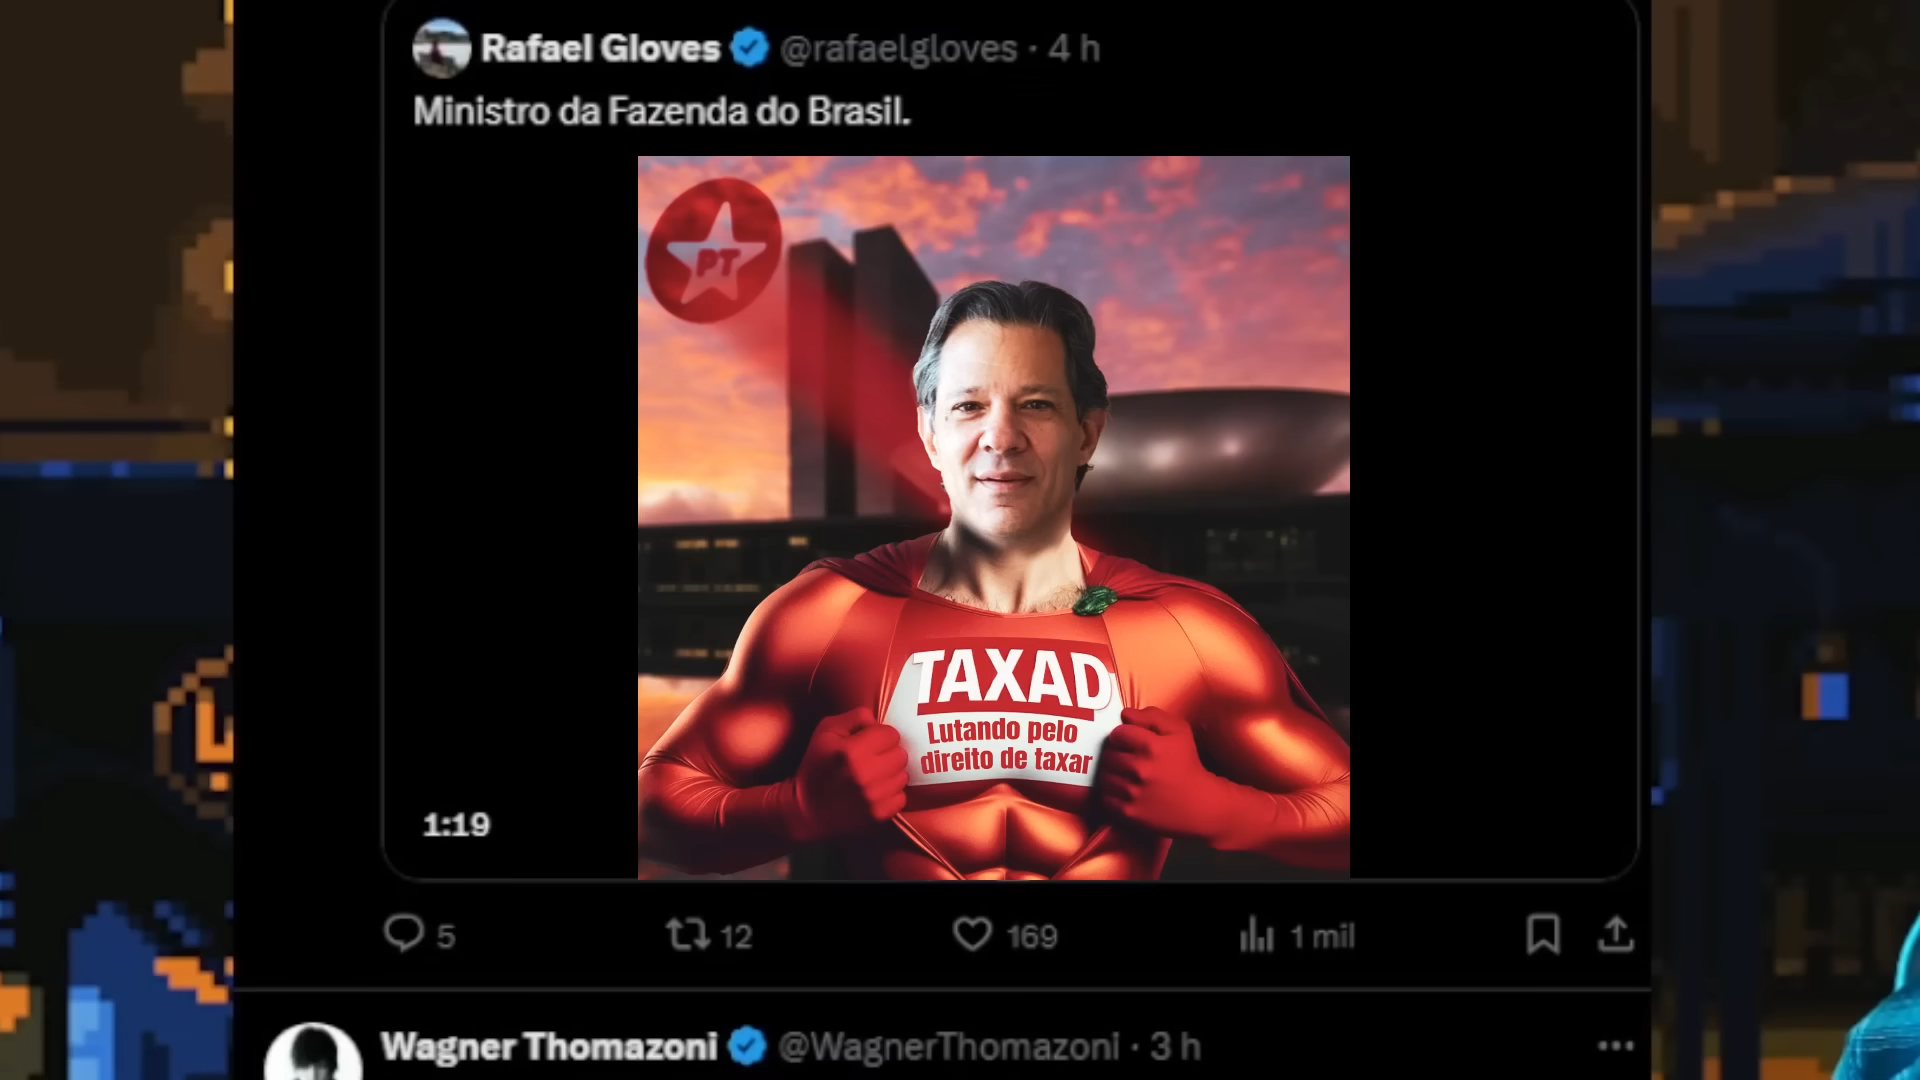 Rafael Gloves @rafaelgloves · 4 h
Ministro da Fazenda do Brasil.
PT
TAXAD
Lutando pelo
direito de taxar
1:19
5 12 169 1 mil
Wagner Thomazoni @WagnerThomazoni · 3 h